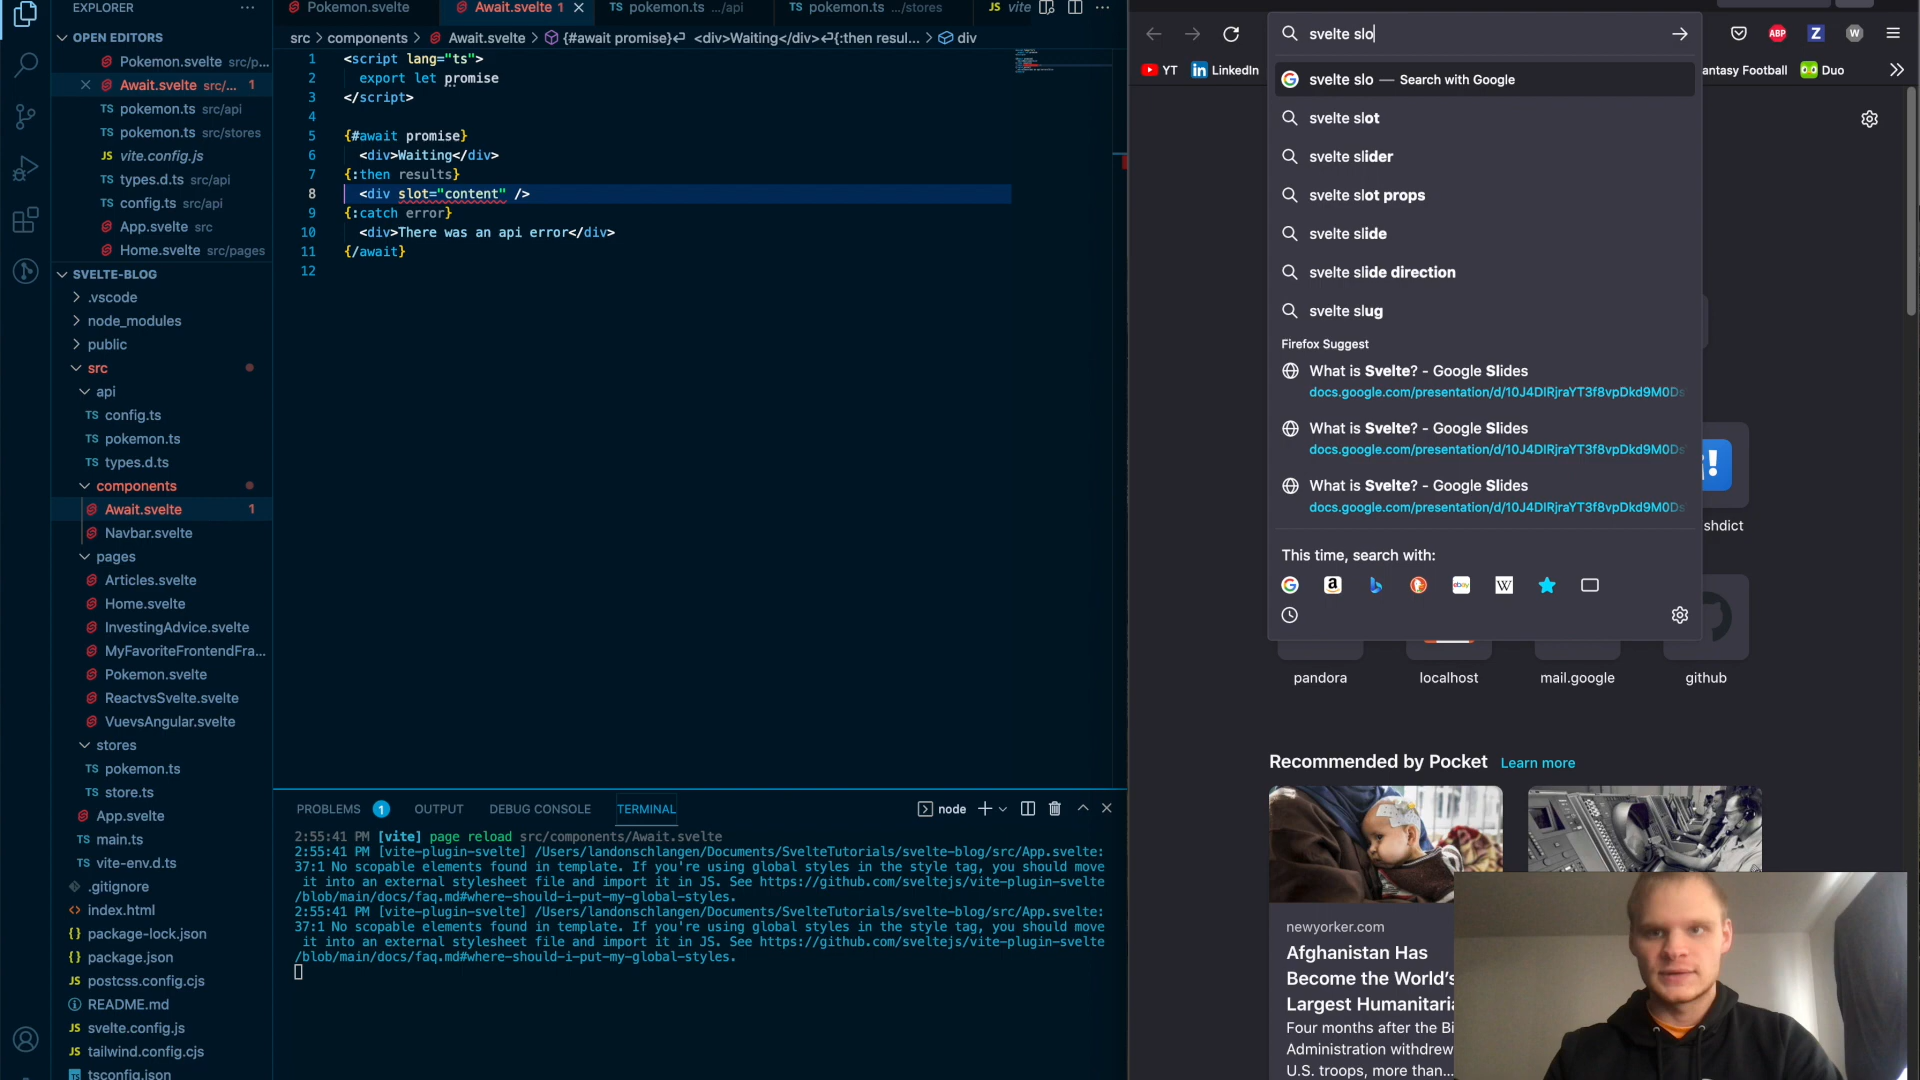 EXPLORER
OPEN EDITORS
Pokemon.svelte src/p...
Await.svelte src/... 1
pokemon.ts src/api
pokemon.ts src/stores
vite.config.js
types.d.ts src/api
config.ts src/api
App.svelte src
Home.svelte src/pages
SVELTE-BLOG
.vscode
node_modules
public
src
api
config.ts
pokemon.ts
types.d.ts
components
Await.svelte 1
Navbar.svelte
pages
Articles.svelte
Home.svelte
InvestingAdvice.svelte
MyFavoriteFrontendFra...
Pokemon.svelte
ReactvsSvelte.svelte
VuevsAngular.svelte
stores
pokemon.ts
store.ts
App.svelte
main.ts
vite-env.d.ts
.gitignore
index.html
package-lock.json
package.json
postcss.config.cjs
README.md
svelte.config.js
tailwind.config.cjs
tsconfig.json
Pokemon.svelte
Await.svelte 1
TS pokemon.ts .../api
TS pokemon.ts .../stores
JS vite
src > components > Await.svelte > {#await promise}↵ <div>Waiting</div>↵{:then resul... > div
1 <script lang="ts">
2 export let promise
3 </script>
4
5 {#await promise}
6 <div>Waiting</div>
7 {:then results}
8 <div slot="content" />
9 {:catch error}
10 <div>There was an api error</div>
11 {/await}
12
PROBLEMS 1 OUTPUT DEBUG CONSOLE TERMINAL
node
2:55:41 PM [vite] page reload src/components/Await.svelte
2:55:41 PM [vite-plugin-svelte] /Users/landonschlangen/Documents/SvelteTutorials/svelte-blog/src/App.svelte:
37:1 No scopable elements found in template. If you're using global styles in the style tag, you should move
it into an external stylesheet file and import it in JS. See https://github.com/sveltejs/vite-plugin-svelte
/blob/main/docs/faq.md#where-should-i-put-my-global-styles.
2:55:41 PM [vite-plugin-svelte] /Users/landonschlangen/Documents/SvelteTutorials/svelte-blog/src/App.svelte:
37:1 No scopable elements found in template. If you're using global styles in the style tag, you should move
it into an external stylesheet file and import it in JS. See https://github.com/sveltejs/vite-plugin-svelte
/blob/main/docs/faq.md#where-should-i-put-my-global-styles.
svelte slo
ABP
Z
W
YT
LinkedIn
antasy Football
Duo
svelte slo — Search with Google
svelte slot
svelte slider
svelte slot props
svelte slide
svelte slide direction
svelte slug
Firefox Suggest
What is Svelte? - Google Slides
docs.google.com/presentation/d/10J4DIRjraYT3f8vpDkd9M0Ds
What is Svelte? - Google Slides
docs.google.com/presentation/d/10J4DIRjraYT3f8vpDkd9M0Ds
What is Svelte? - Google Slides
docs.google.com/presentation/d/10J4DIRjraYT3f8vpDkd9M0Ds
This time, search with:
shdict
pandora
localhost
mail.google
github
Recommended by Pocket Learn more
newyorker.com
Afghanistan Has
Become the World's
Largest Humanitaria
Four months after the Bi
Administration withdrew
U.S. troops, more than...